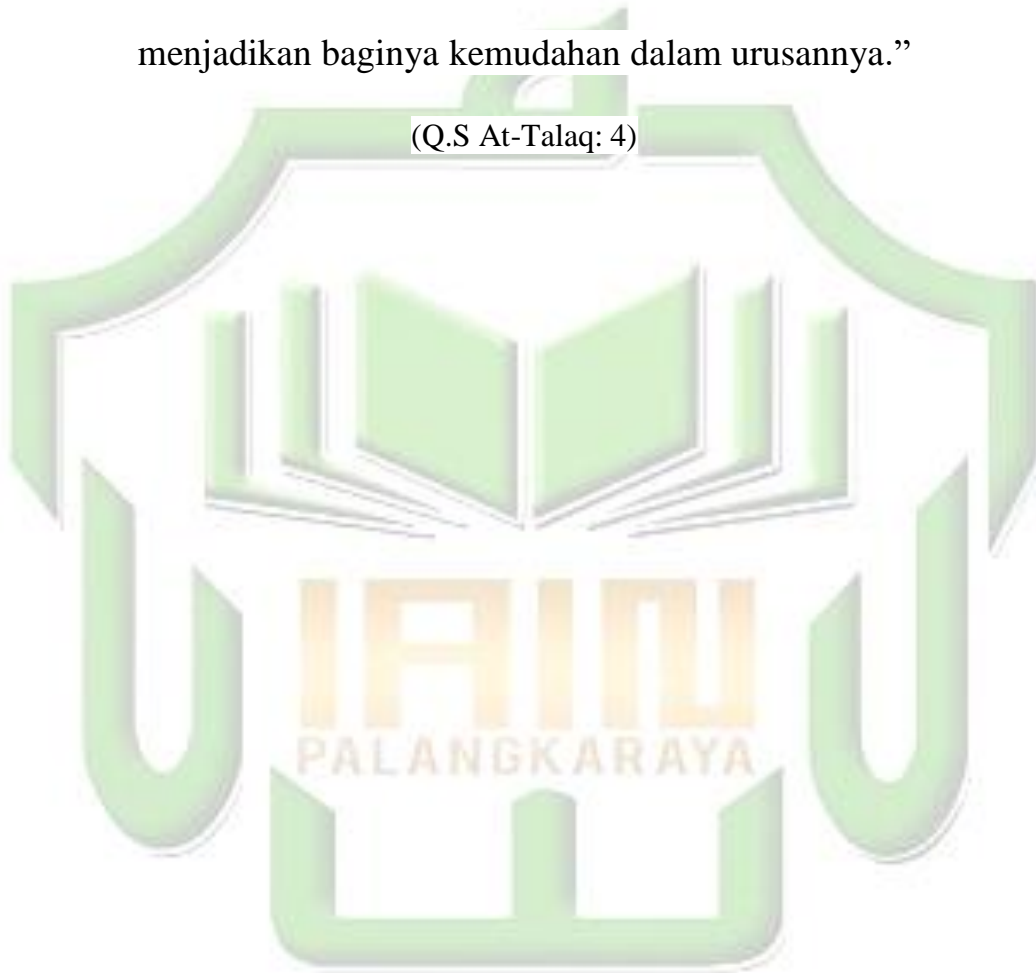 menjadikan baginya kemudahan dalam urusannya.”
(Q.S At-Talaq: 4)
IAIN
PALANGKARAYA